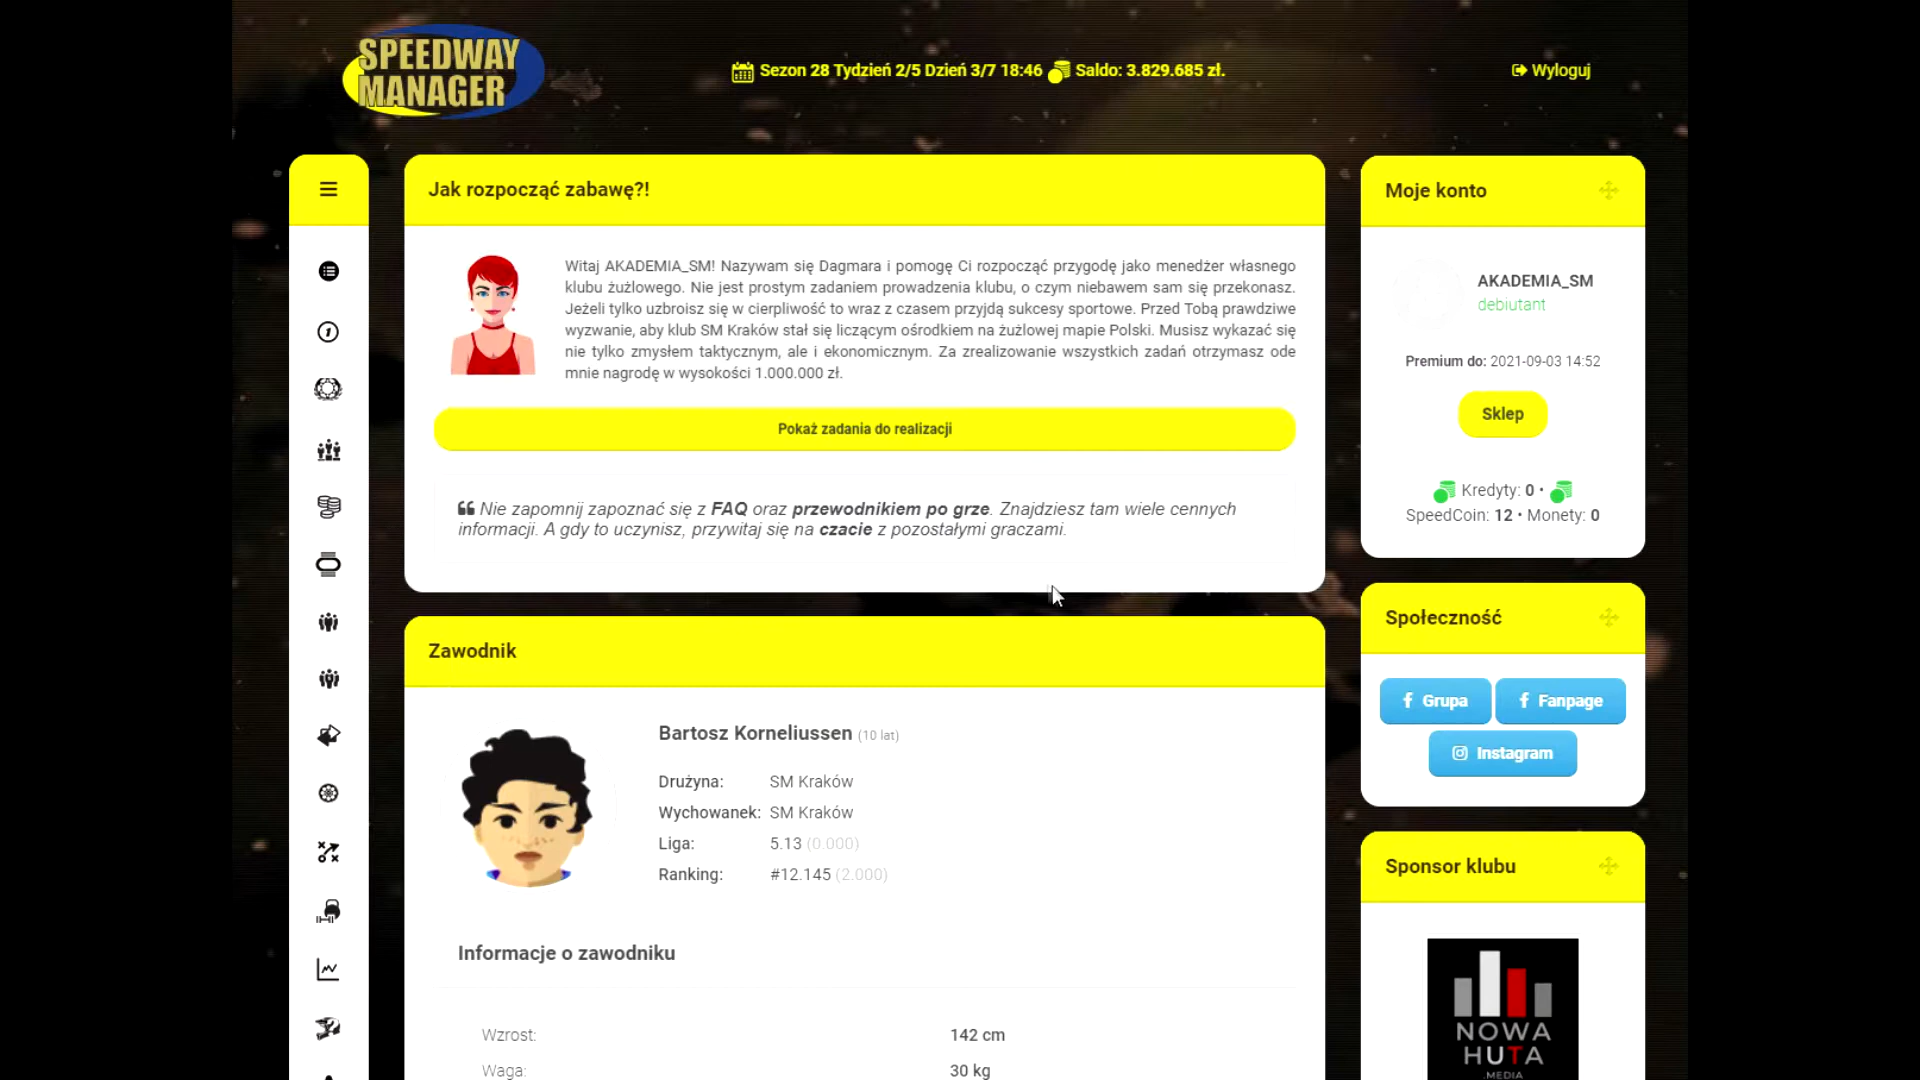 SPEEDWAY
MANAGER
Sezon 28 Tydzień 2/5 Dzień 3/7 18:46 Saldo: 3.829.685 zł.
Wyloguj
Jak rozpocząć zabawę?!
Witaj AKADEMIA_SM! Nazywam się Dagmara i pomogę Ci rozpocząć przygodę jako menedżer własnego
klubu żużlowego. Nie jest prostym zadaniem prowadzenia klubu, o czym niebawem sam się przekonasz.
Jeżeli tylko uzbroisz się w cierpliwość to wraz z czasem przyjdą sukcesy sportowe. Przed Tobą prawdziwe
wyzwanie, aby klub SM Kraków stał się liczącym ośrodkiem na żużlowej mapie Polski. Musisz wykazać się
nie tylko zmysłem taktycznym, ale i ekonomicznym. Za zrealizowanie wszystkich zadań otrzymasz ode
mnie nagrodę w wysokości 1.000.000 zł.
Pokaż zadania do realizacji
Nie zapomnij zapoznać się z FAQ oraz przewodnikiem po grze. Znajdziesz tam wiele cennych
informacji. A gdy to uczynisz, przywitaj się na czacie z pozostałymi graczami.
Zawodnik
Bartosz Korneliussen (10 lat)
Drużyna: SM Kraków
Wychowanek: SM Kraków
Liga: 5.13 (0.000)
Ranking: #12.145 (2.000)
Informacje o zawodniku
Wzrost: 142 cm
Waga: 30 kg
Moje konto
AKADEMIA_SM
debiutant
Premium do: 2021-09-03 14:52
Sklep
Kredyty: 0 •
SpeedCoin: 12 • Monety: 0
Społeczność
Grupa
Fanpage
Instagram
Sponsor klubu
NOWA
HUTA
.MEDIA